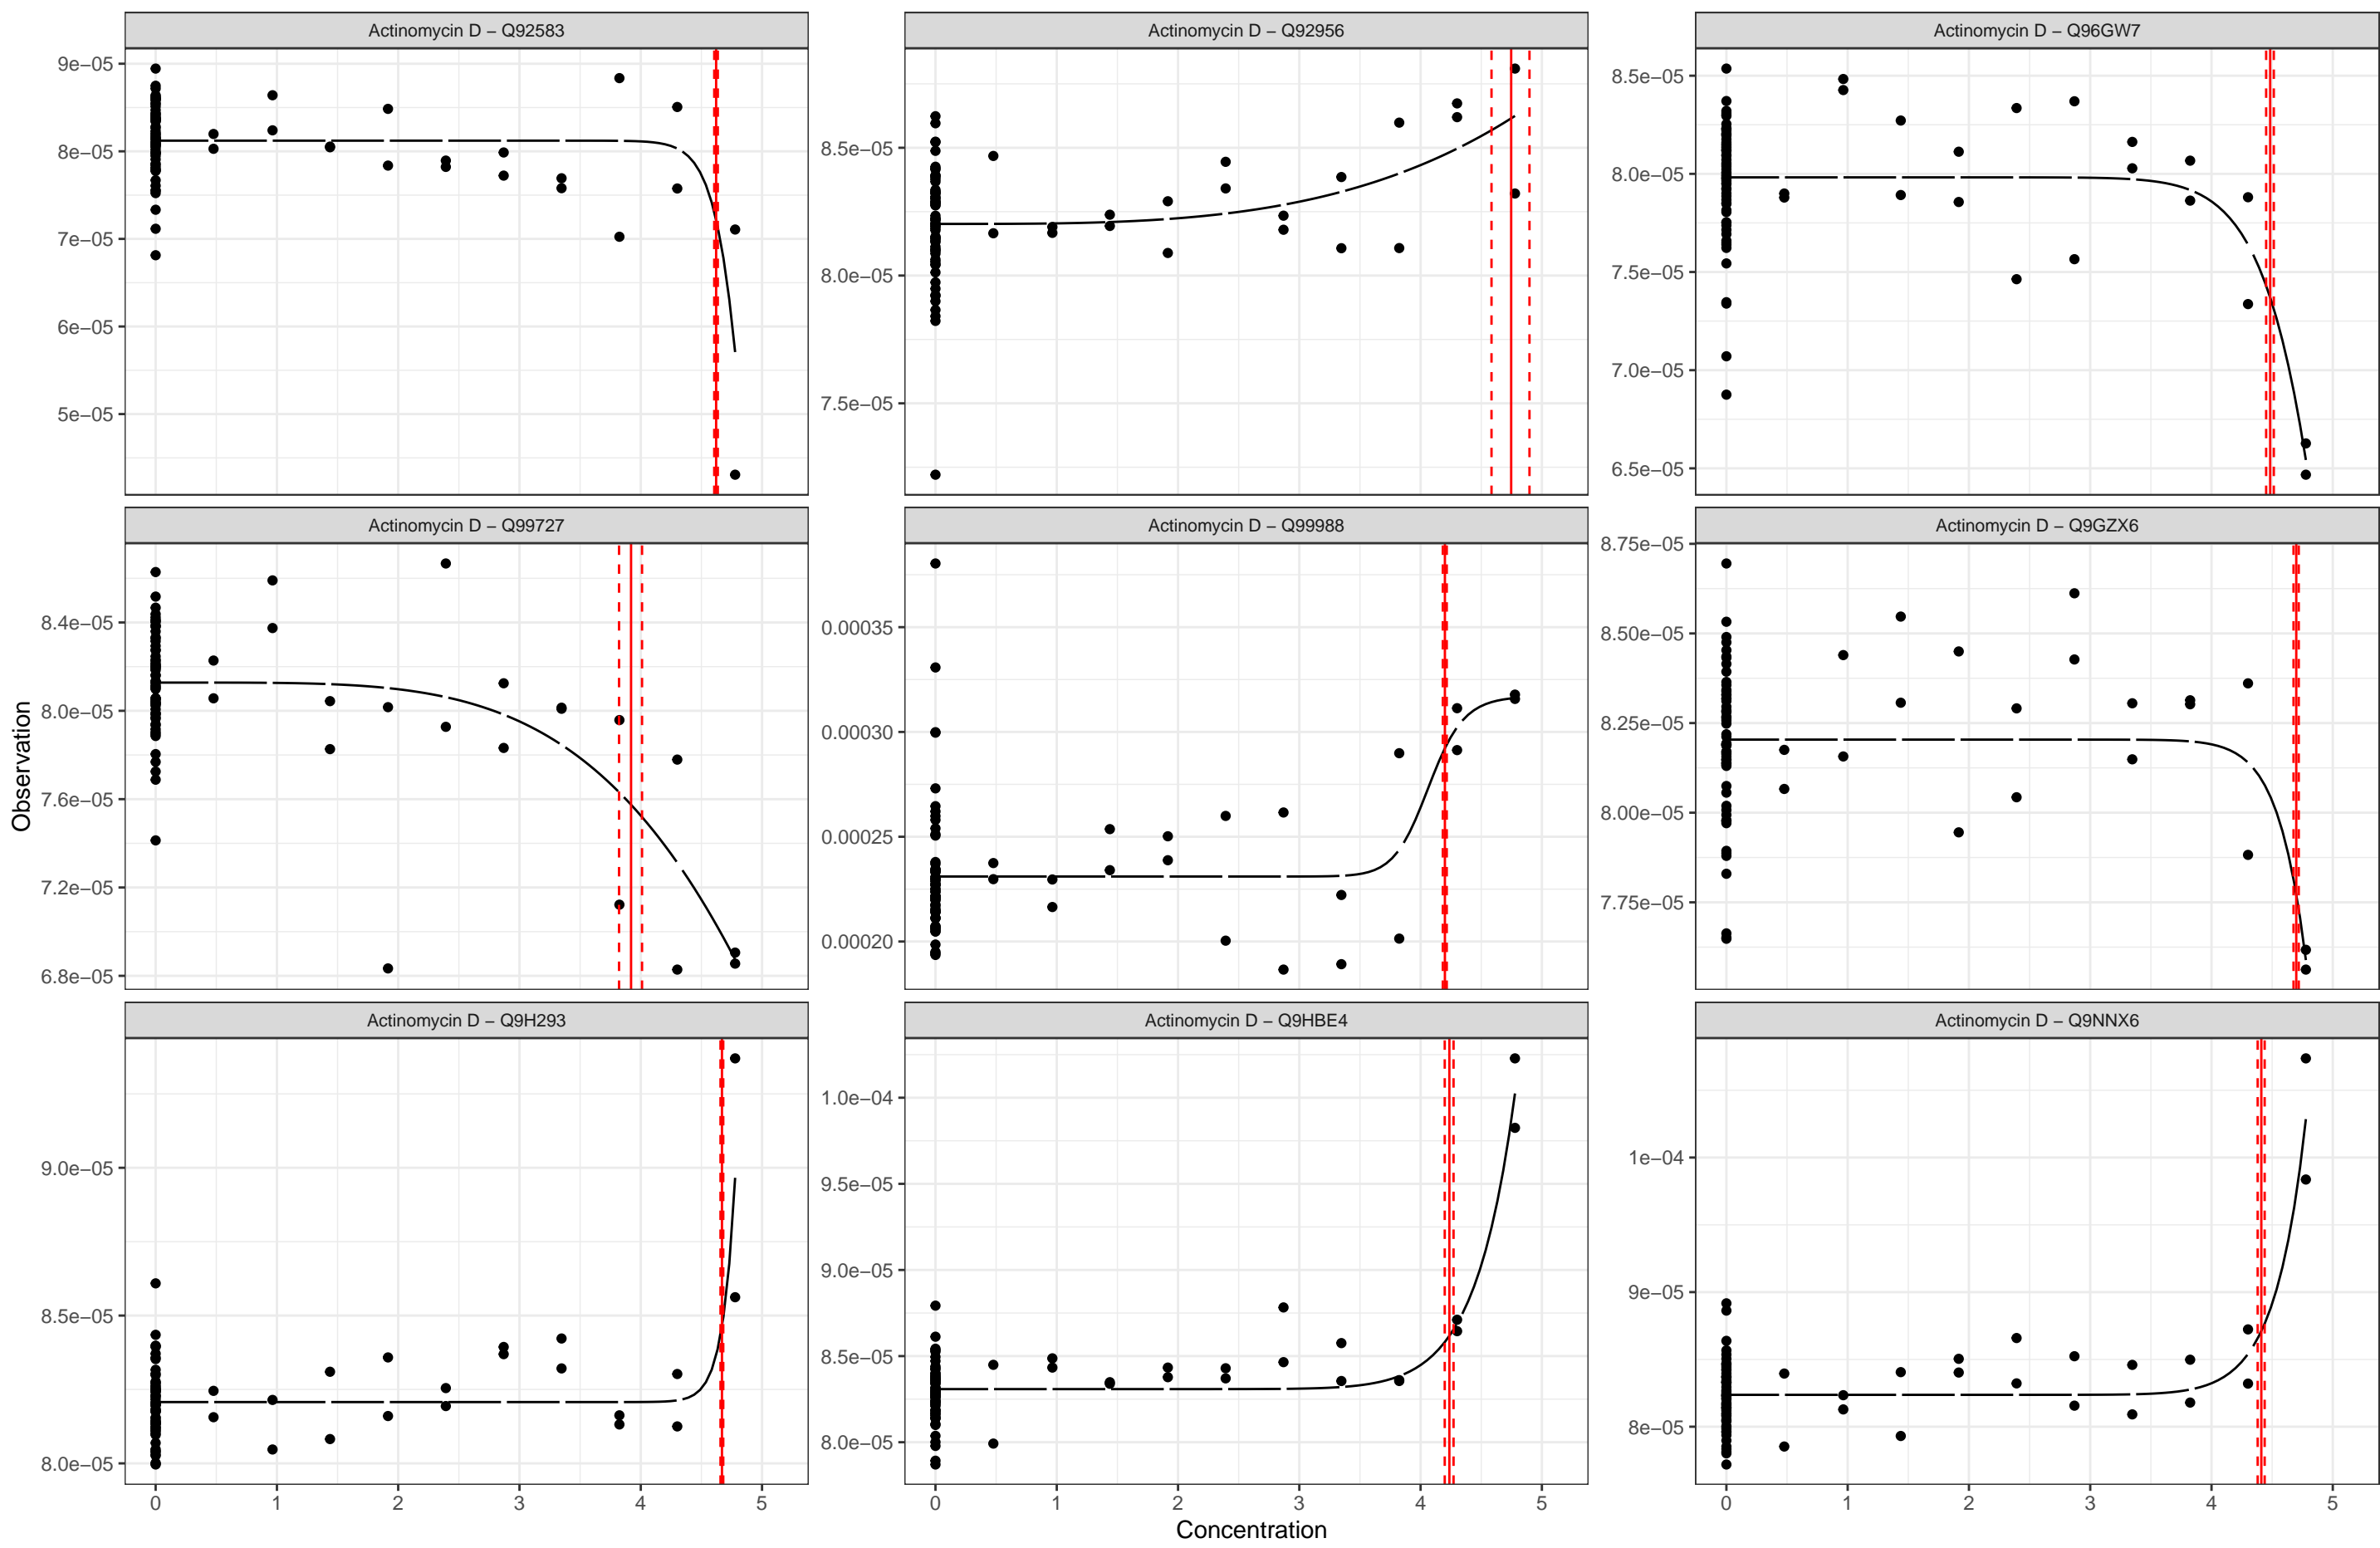 Actinomycin D – Q92583
Actinomycin D – Q92956
Actinomycin D – Q96GW7
9e−05
8e−05
7e−05
6e−05
5e−05
8.5e−05
8.0e−05
7.5e−05
8.5e−05
8.0e−05
7.5e−05
7.0e−05
6.5e−05
Actinomycin D – Q99727
Actinomycin D – Q99988
Actinomycin D – Q9GZX6
8.4e−05
8.0e−05
7.6e−05
7.2e−05
6.8e−05
0.00035
0.00030
0.00025
0.00020
8.75e−05
8.50e−05
8.25e−05
8.00e−05
7.75e−05
Observation
Actinomycin D – Q9H293
Actinomycin D – Q9HBE4
Actinomycin D – Q9NNX6
9.0e−05
8.5e−05
8.0e−05
1.0e−04
9.5e−05
9.0e−05
8.5e−05
8.0e−05
1e−04
9e−05
8e−05
0 1 2 3 4 5
0 1 2 3 4 5
0 1 2 3 4 5
Concentration